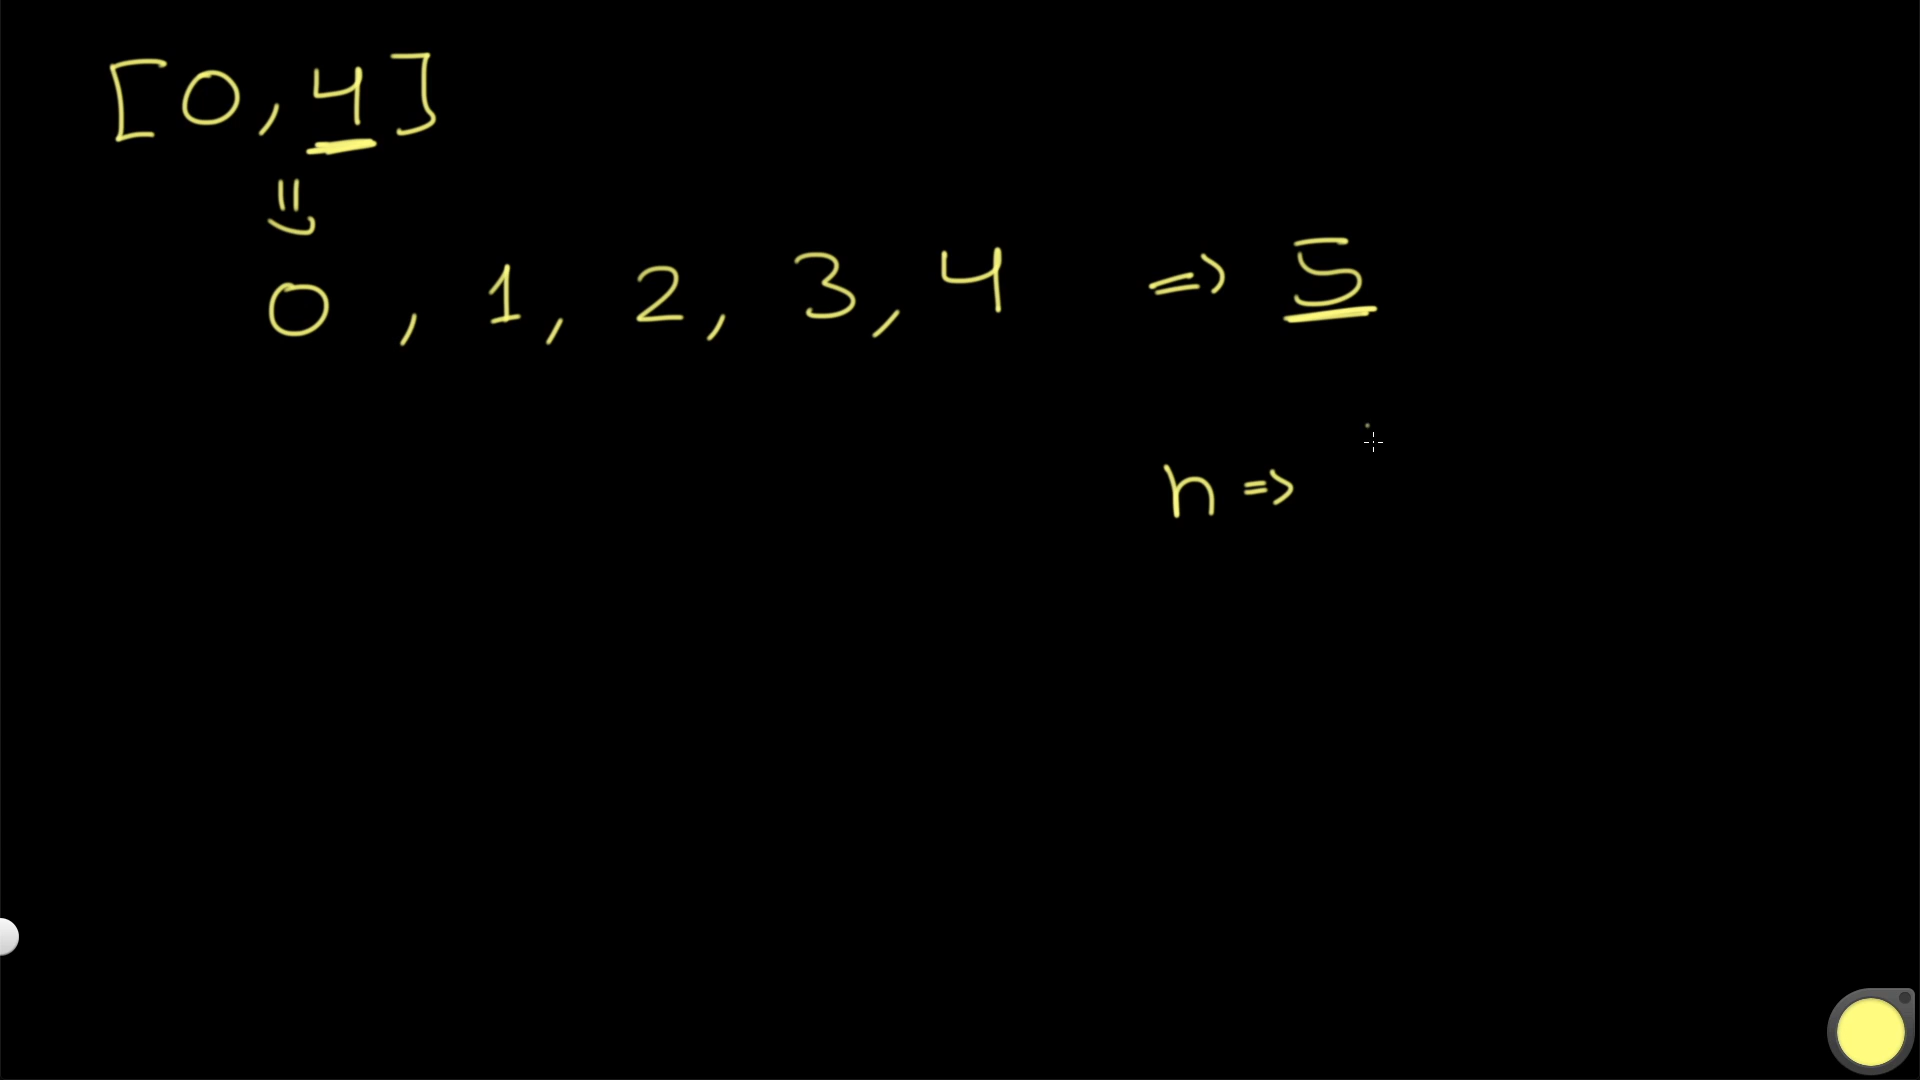 [0,4]
=>
0, 1, 2, 3, 4 => 5
n =>